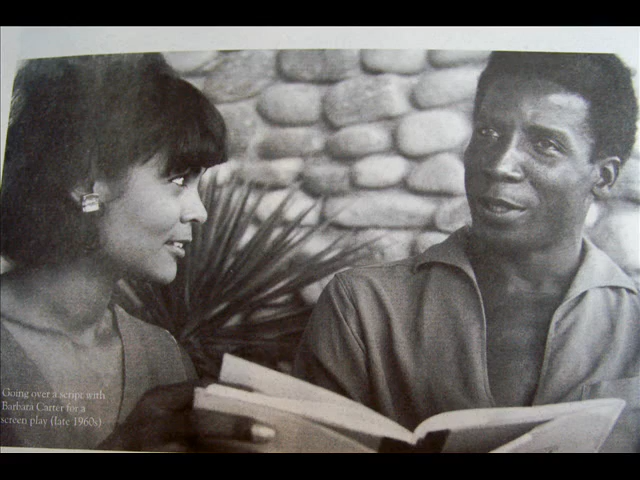 Going over a script with
Barbara Carter for a
screen play (late 1960s)